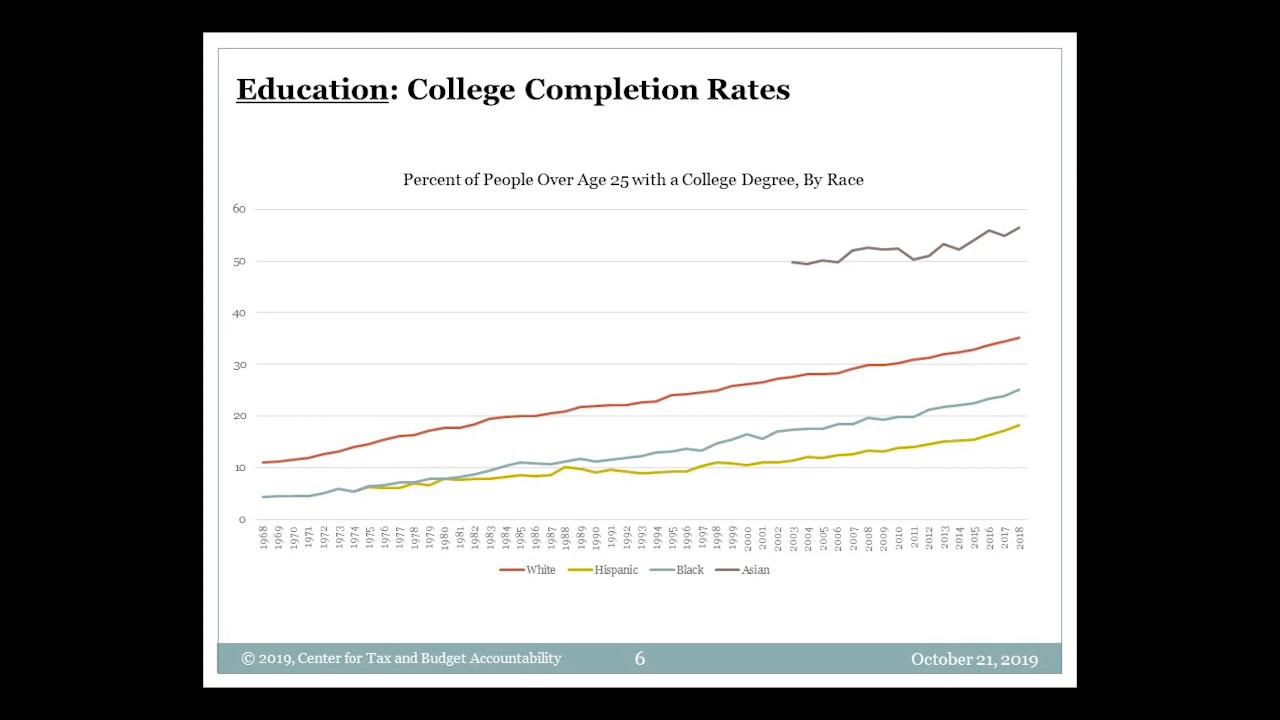 Education: College Completion Rates
Percent of People Over Age 25 with a College Degree, By Race
60
50
40
30
20
10
0
1968 1969 1970 1971 1972 1973 1974 1975 1976 1977 1978 1979 1980 1981 1982 1983 1984 1985 1986 1987 1988 1989 1990 1991 1992 1993 1994 1995 1996 1997 1998 1999 2000 2001 2002 2003 2004 2005 2006 2007 2008 2009 2010 2011 2012 2013 2014 2015 2016 2017 2018
White Hispanic Black Asian
© 2019, Center for Tax and Budget Accountability 6 October 21, 2019